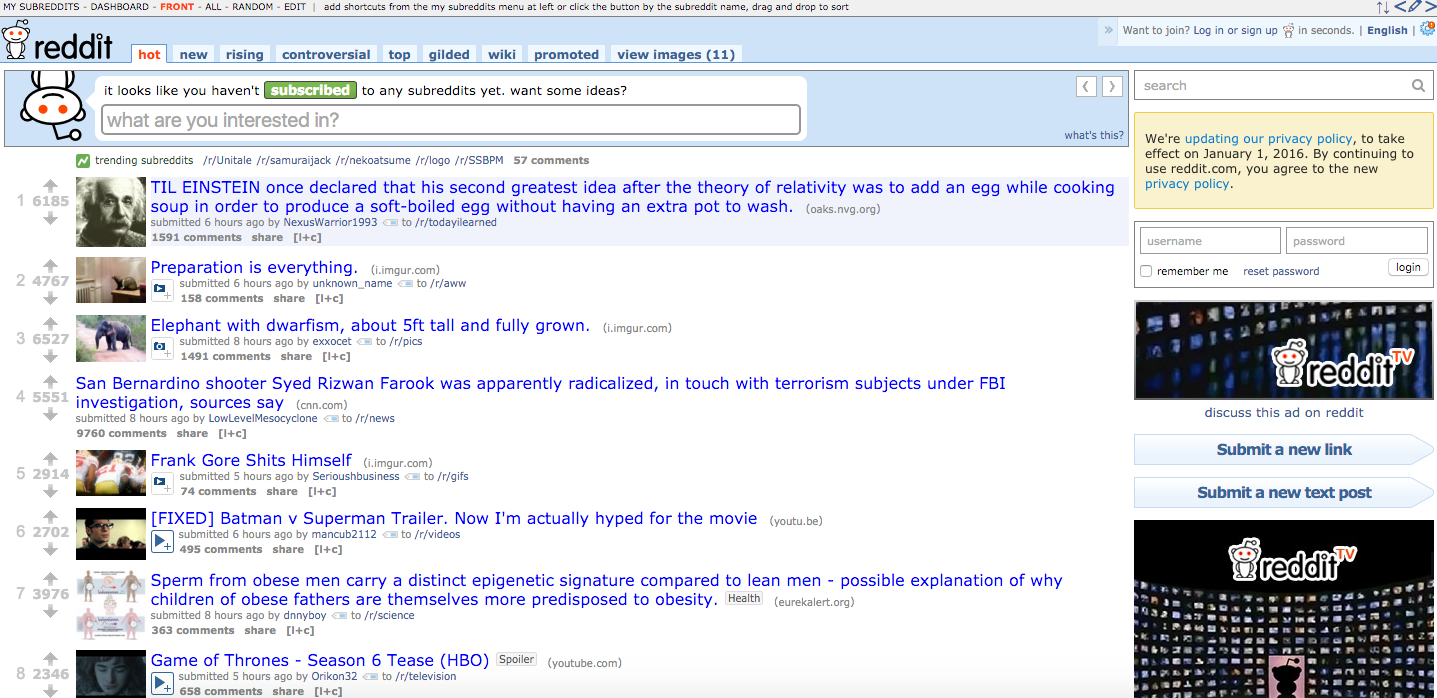 MY SUBREDDITS - DASHBOARD - FRONT - ALL - RANDOM - EDIT | add shortcuts from the my subreddits menu at left or click the button by the subreddit name, drag and drop to sort
reddit hot new rising controversial top gilded wiki promoted view images (11)
Want to join? Log in or sign up in seconds. | English |
it looks like you haven't subscribed to any subreddits yet. want some ideas?
what are you interested in?
what's this?
trending subreddits /r/Unitale /r/samuraijack /r/nekoatsume /r/logo /r/SSBPM 57 comments
1 6185
TIL EINSTEIN once declared that his second greatest idea after the theory of relativity was to add an egg while cooking
soup in order to produce a soft-boiled egg without having an extra pot to wash. (oaks.nvg.org)
submitted 6 hours ago by NexusWarrior1993 to /r/todayilearned
1591 comments share [l+c]
2 4767
Preparation is everything. (i.imgur.com)
submitted 6 hours ago by unknown_name to /r/aww
158 comments share [l+c]
3 6527
Elephant with dwarfism, about 5ft tall and fully grown. (i.imgur.com)
submitted 8 hours ago by exxocet to /r/pics
1491 comments share [l+c]
4 5551
San Bernardino shooter Syed Rizwan Farook was apparently radicalized, in touch with terrorism subjects under FBI
investigation, sources say (cnn.com)
submitted 8 hours ago by LowLevelMesocyclone to /r/news
9760 comments share [l+c]
5 2914
Frank Gore Shits Himself (i.imgur.com)
submitted 5 hours ago by Serioushbusiness to /r/gifs
74 comments share [l+c]
6 2702
[FIXED] Batman v Superman Trailer. Now I'm actually hyped for the movie (youtu.be)
submitted 6 hours ago by mancub2112 to /r/videos
495 comments share [l+c]
7 3976
Sperm from obese men carry a distinct epigenetic signature compared to lean men - possible explanation of why
children of obese fathers are themselves more predisposed to obesity. Health (eurekalert.org)
submitted 8 hours ago by dnnyboy to /r/science
363 comments share [l+c]
8 2346
Game of Thrones - Season 6 Tease (HBO) Spoiler (youtube.com)
submitted 5 hours ago by Orikon32 to /r/television
658 comments share [l+c]
search
We're updating our privacy policy, to take
effect on January 1, 2016. By continuing to
use reddit.com, you agree to the new
privacy policy.
username password
remember me reset password login
reddit TV
discuss this ad on reddit
Submit a new link
Submit a new text post
reddit TV